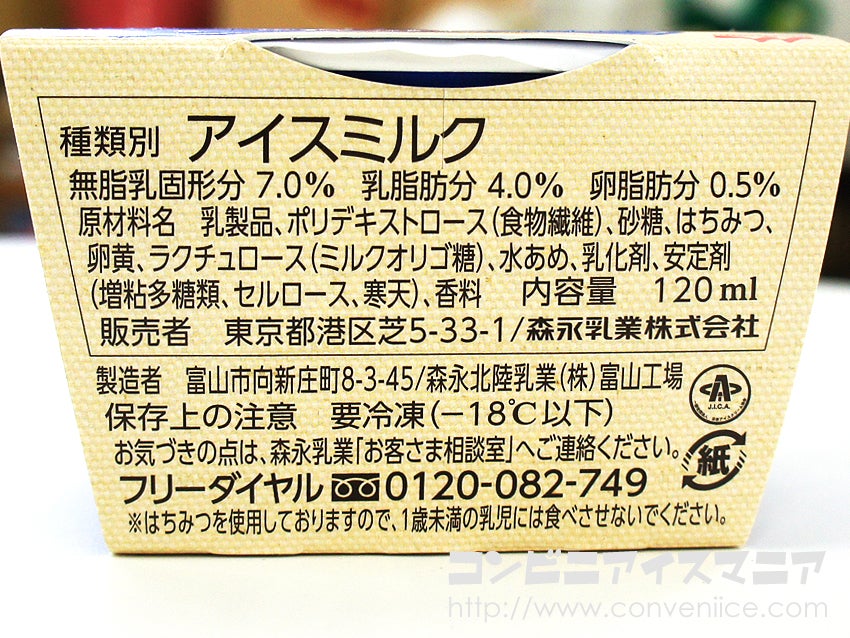 種類別 アイスミルク
無脂乳固形分 7.0% 乳脂肪分 4.0% 卵脂肪分 0.5%
原材料名 乳製品、ポリデキストロース(食物繊維)、砂糖、はちみつ、
卵黄、ラクチュロース(ミルクオリゴ糖)、水あめ、乳化剤、安定剤
(増粘多糖類、セルロース、寒天)、香料 内容量 120ml
販売者 東京都港区芝5-33-1/森永乳業株式会社
製造者 富山市向新庄町8-3-45/森永北陸乳業(株)富山工場
J.I.C.A.
保存上の注意 要冷凍(−18℃以下)
お気づきの点は、森永乳業「お客さま相談室」へご連絡ください。
紙
フリーダイヤル 0120-082-749
※はちみつを使用しておりますので、1歳未満の乳児には食べさせないでください。
コンビニアイスマニア
http://www.conveniice.com/